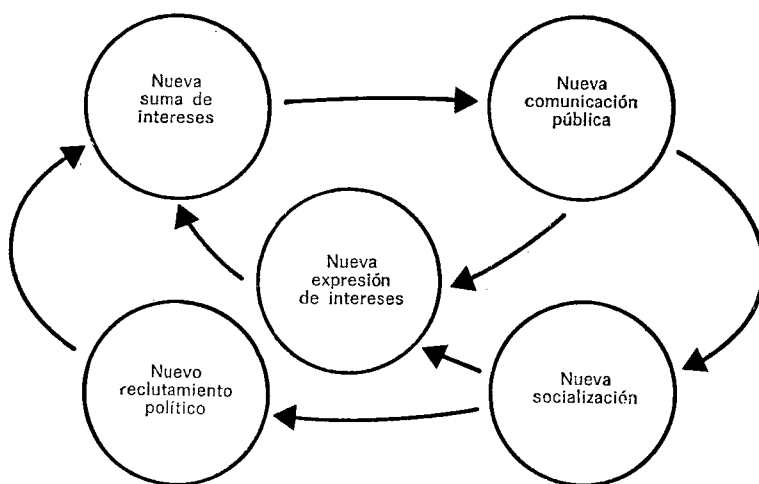 Nueva
suma de
intereses
Nueva
comunicación
pública
Nueva
expresión
de intereses
Nuevo
reclutamiento
político
Nueva
socialización